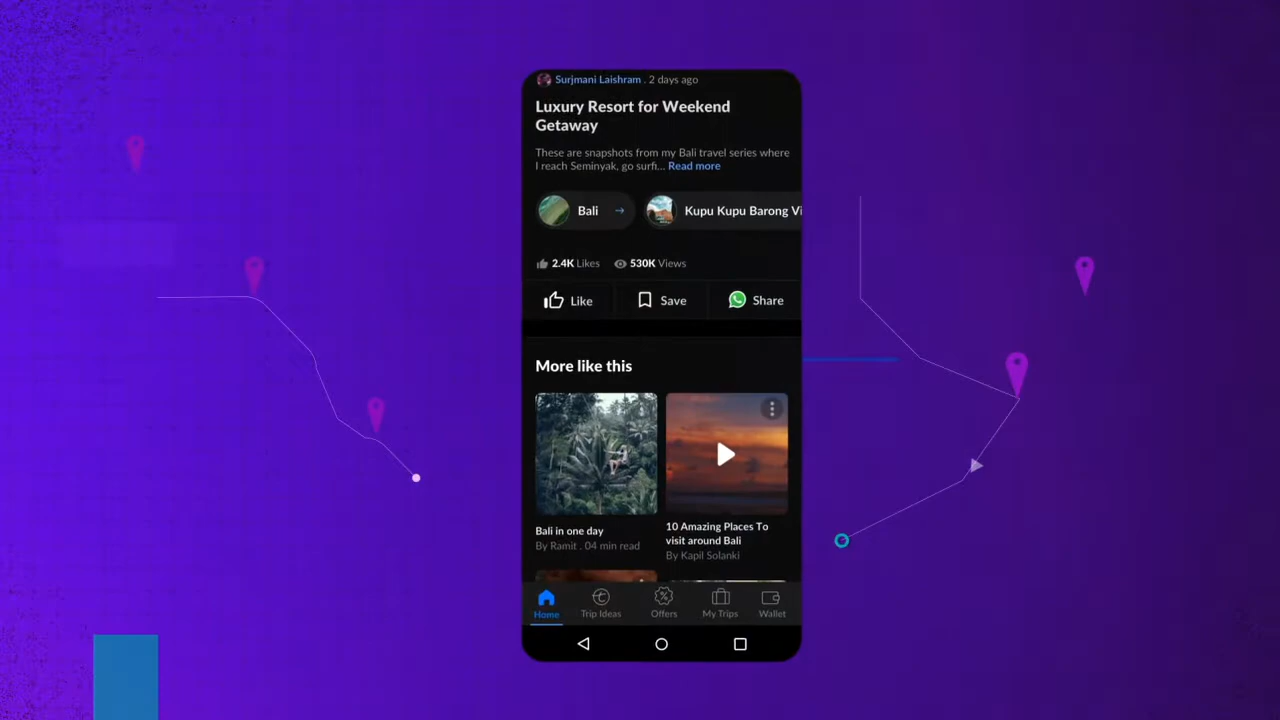 Surjmani Laishram . 2 days ago
Luxury Resort for Weekend
Getaway
These are snapshots from my Bali travel series where
I reach Seminyak, go surfi... Read more
Bali
Kupu Kupu Barong Vi
2.4K Likes
530K Views
Like
Save
Share
More like this
Bali in one day
By Ramit . 04 min read
10 Amazing Places To
visit around Bali
By Kapil Solanki
Home
Trip Ideas
Offers
My Trips
Wallet